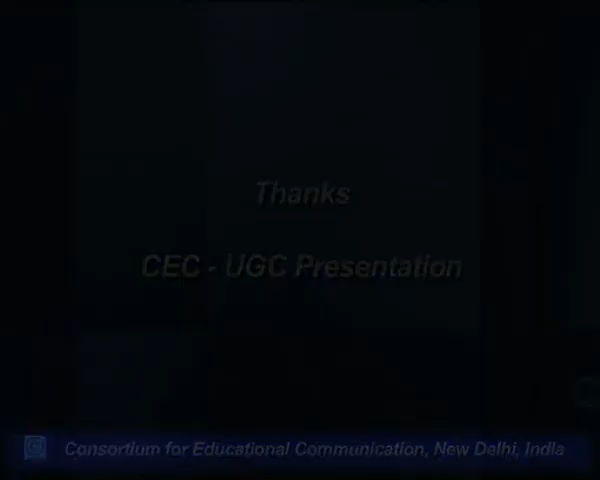 Thanks
CEC - UGC Presentation
Consortium for Educational Communication, New Delhi, India